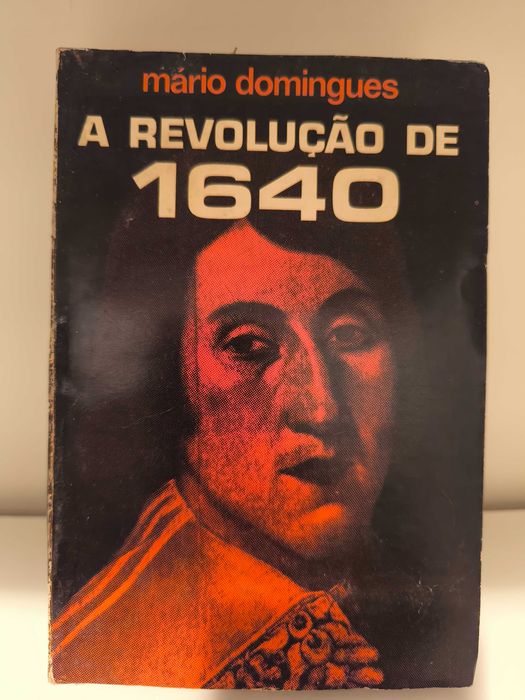 mário domingues
A REVOLUÇÃO DE
1640